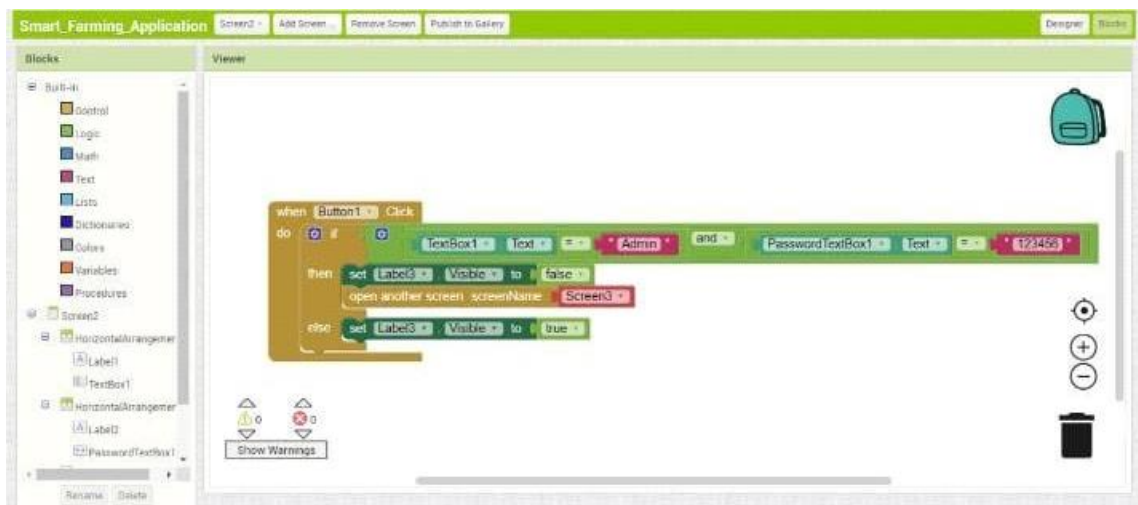 Smart_Farming_Application Screen2 Add Screen ... Remove Screen Publish to Gallery Designer Blocks
Blocks
Viewer
Built-in
Control
Logic
Math
Text
Lists
Dictionaries
Colors
Variables
Procedures
Screen2
HorizontalArrangemer
Label1
TextBox1
HorizontalArrangemer
Label2
PasswordTextBox1
Rename Delete
when Button1 Click
do if TextBox1 Text = " Admin " and PasswordTextBox1 Text = " 123456 "
then set Label3 Visible to false
open another screen screenName Screen3
else set Label3 Visible to true
0 0
Show Warnings